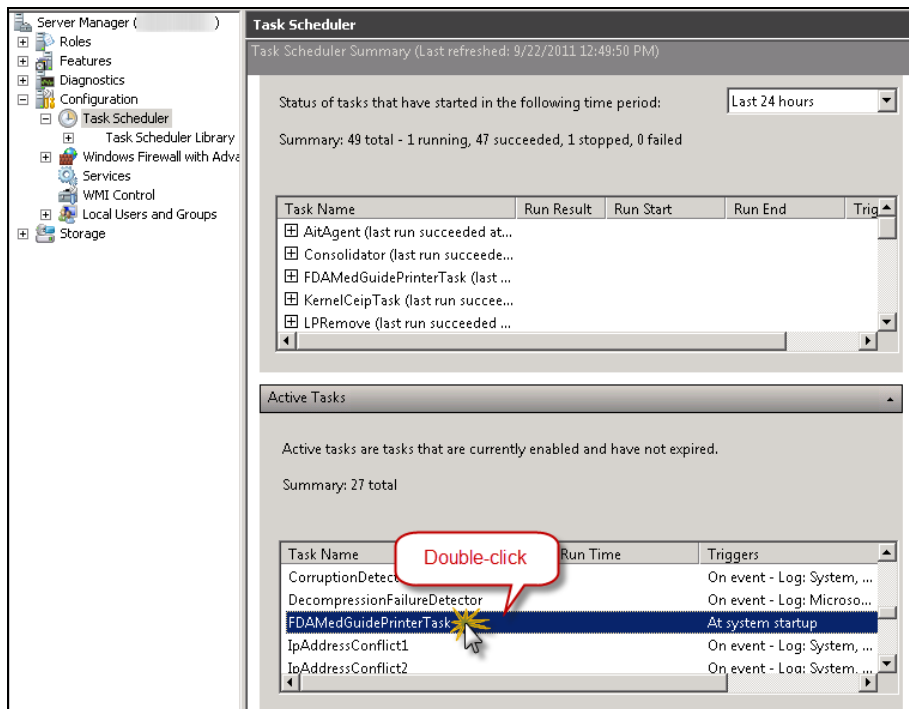 Server Manager (          )
Roles
Features
Diagnostics
Configuration
Task Scheduler
Task Scheduler Library
Windows Firewall with Adva
Services
WMI Control
Local Users and Groups
Storage
Task Scheduler
Task Scheduler Summary (Last refreshed: 9/22/2011 12:49:50 PM)
Status of tasks that have started in the following time period: Last 24 hours
Summary: 49 total - 1 running, 47 succeeded, 1 stopped, 0 failed
Task Name Run Result Run Start Run End Trig
AitAgent (last run succeeded at...
Consolidator (last run succeede...
FDAMedGuidePrinterTask (last ...
KernelCeipTask (last run succee...
LPRemove (last run succeeded ...
Active Tasks
Active tasks are tasks that are currently enabled and have not expired.
Summary: 27 total
Double-click
Task Name Run Time Triggers
CorruptionDetect On event - Log: System, ...
DecompressionFailureDetector On event - Log: Microso...
FDAMedGuidePrinterTask At system startup
IpAddressConflict1 On event - Log: System, ...
IpAddressConflict2 On event - Log: System, ...